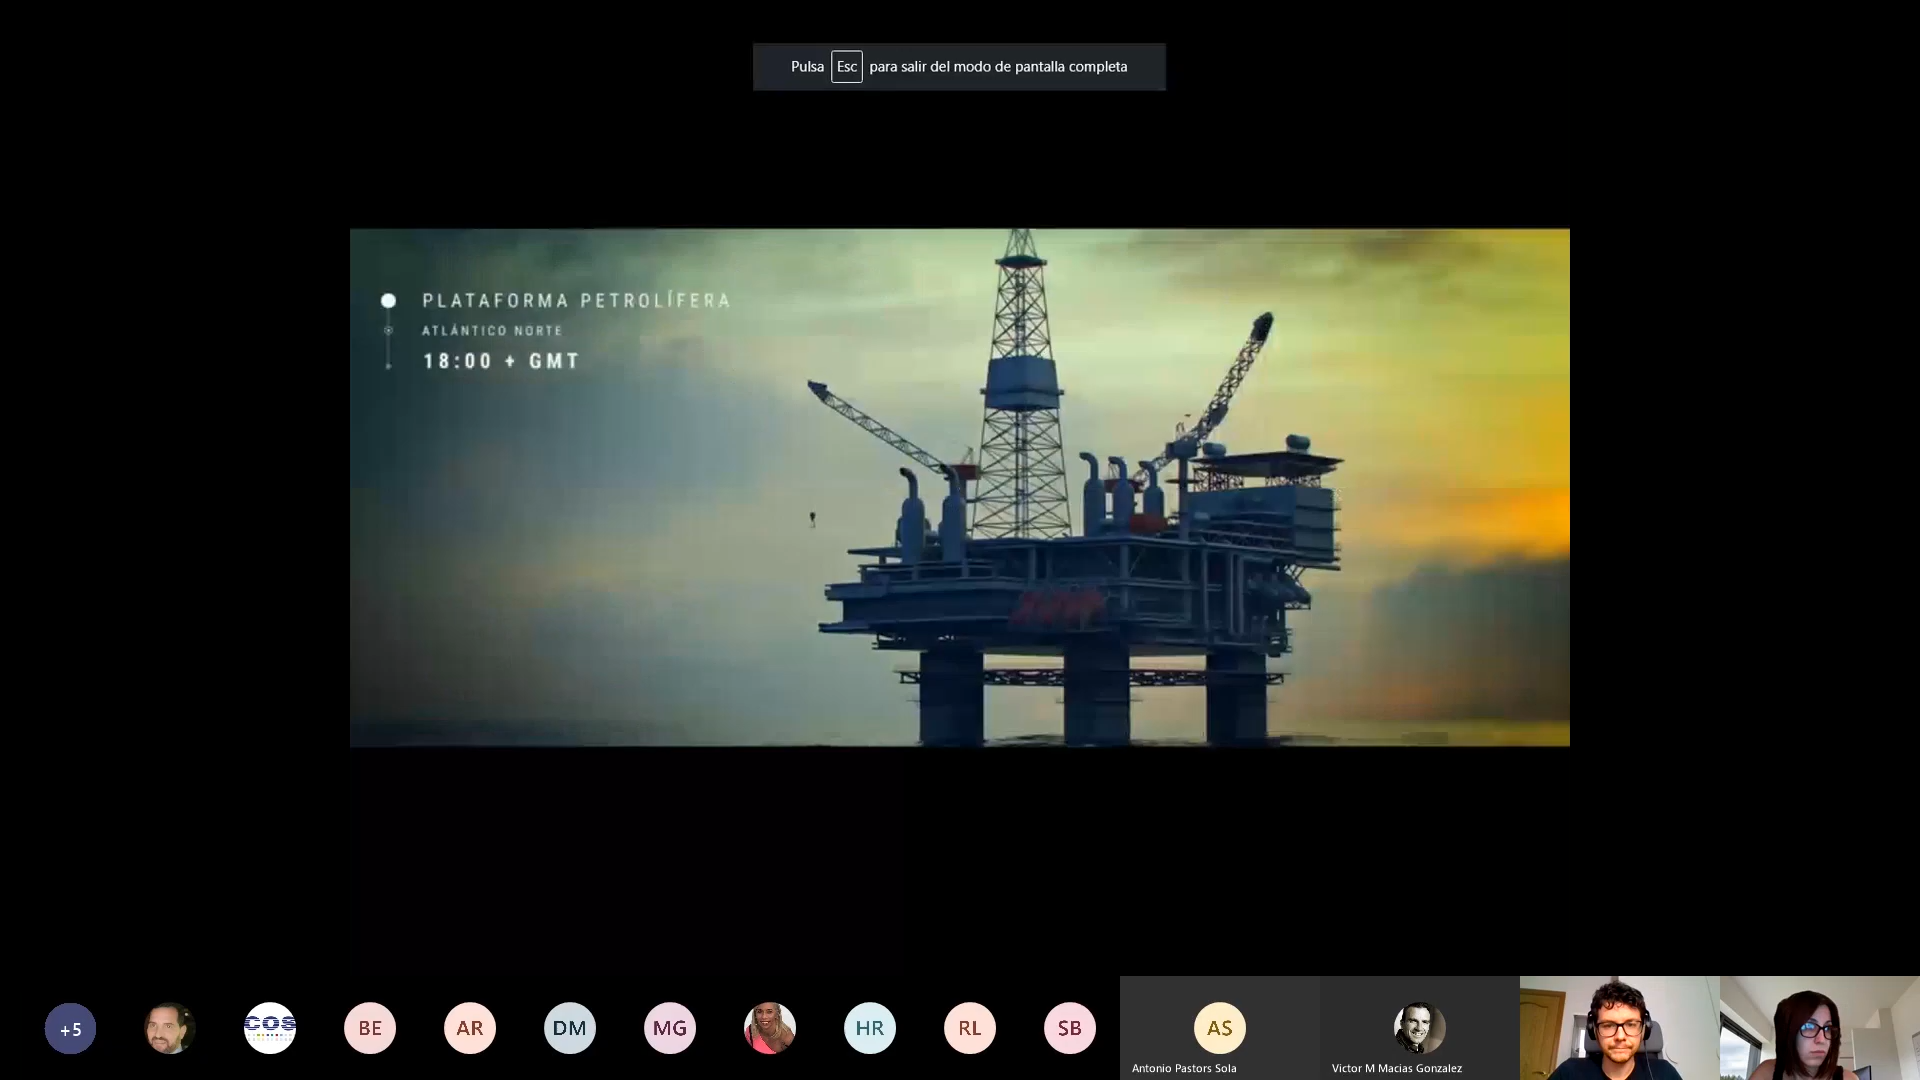 Pulsa Esc para salir del modo de pantalla completa
PLATAFORMA PETROLÍFERA
ATLÁNTICO NORTE
18:00 + GMT
+5
COS
BE
AR
DM
MG
HR
RL
SB
AS
Antonio Pastors Sola
Victor M Macias Gonzalez